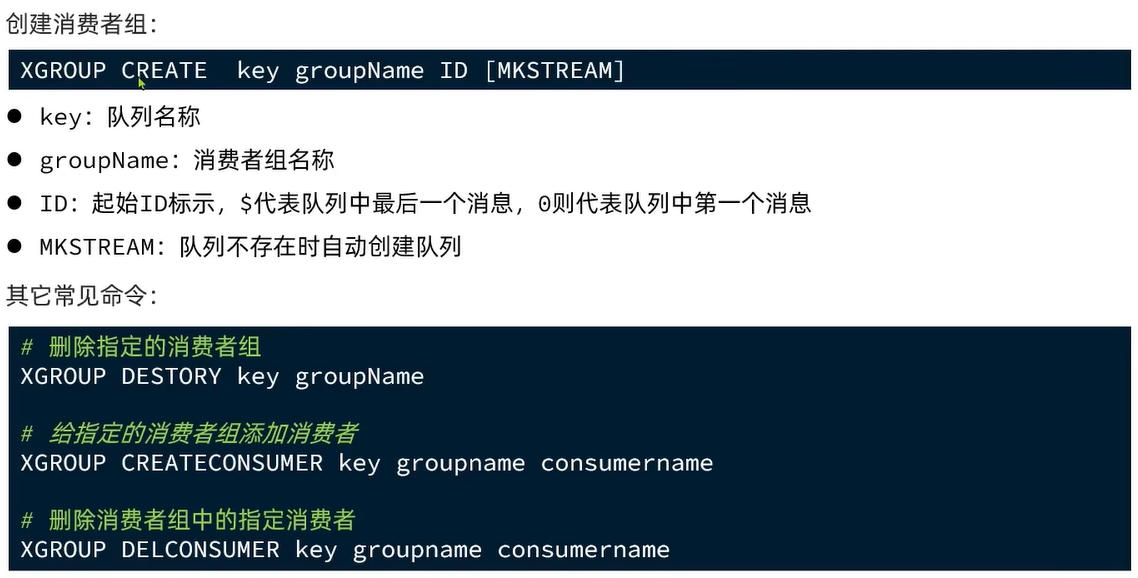 创建消费者组：
XGROUP CREATE  key groupName ID [MKSTREAM]
● key：队列名称
● groupName：消费者组名称
● ID：起始ID标示，$代表队列中最后一个消息，0则代表队列中第一个消息
● MKSTREAM：队列不存在时自动创建队列
其它常见命令：
# 删除指定的消费者组
XGROUP DESTORY key groupName
# 给指定的消费者组添加消费者
XGROUP CREATECONSUMER key groupname consumername
# 删除消费者组中的指定消费者
XGROUP DELCONSUMER key groupname consumername